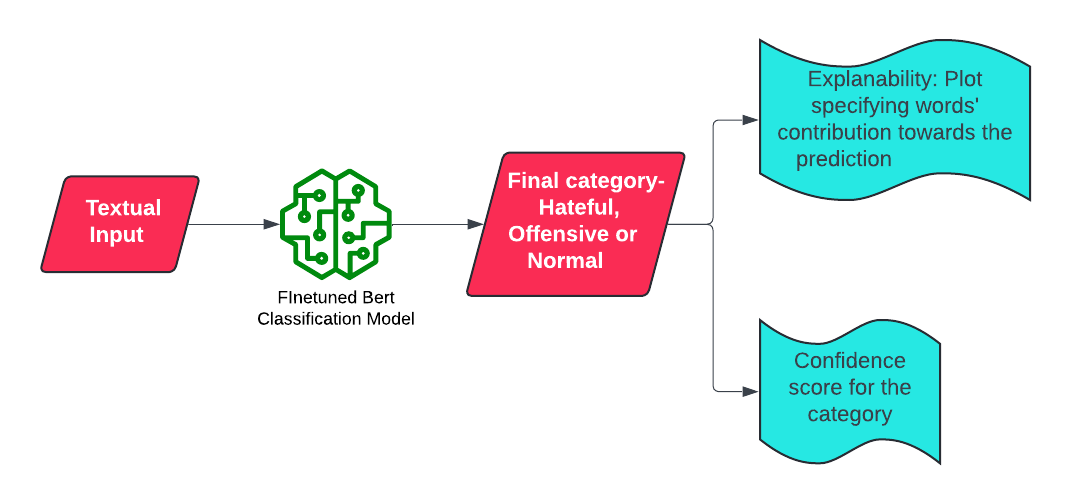 Textual
Input
FInetuned Bert
Classification Model
Final category-
Hateful,
Offensive or
Normal
Explanability: Plot
specifying words'
contribution towards the
prediction
Confidence
score for the
category